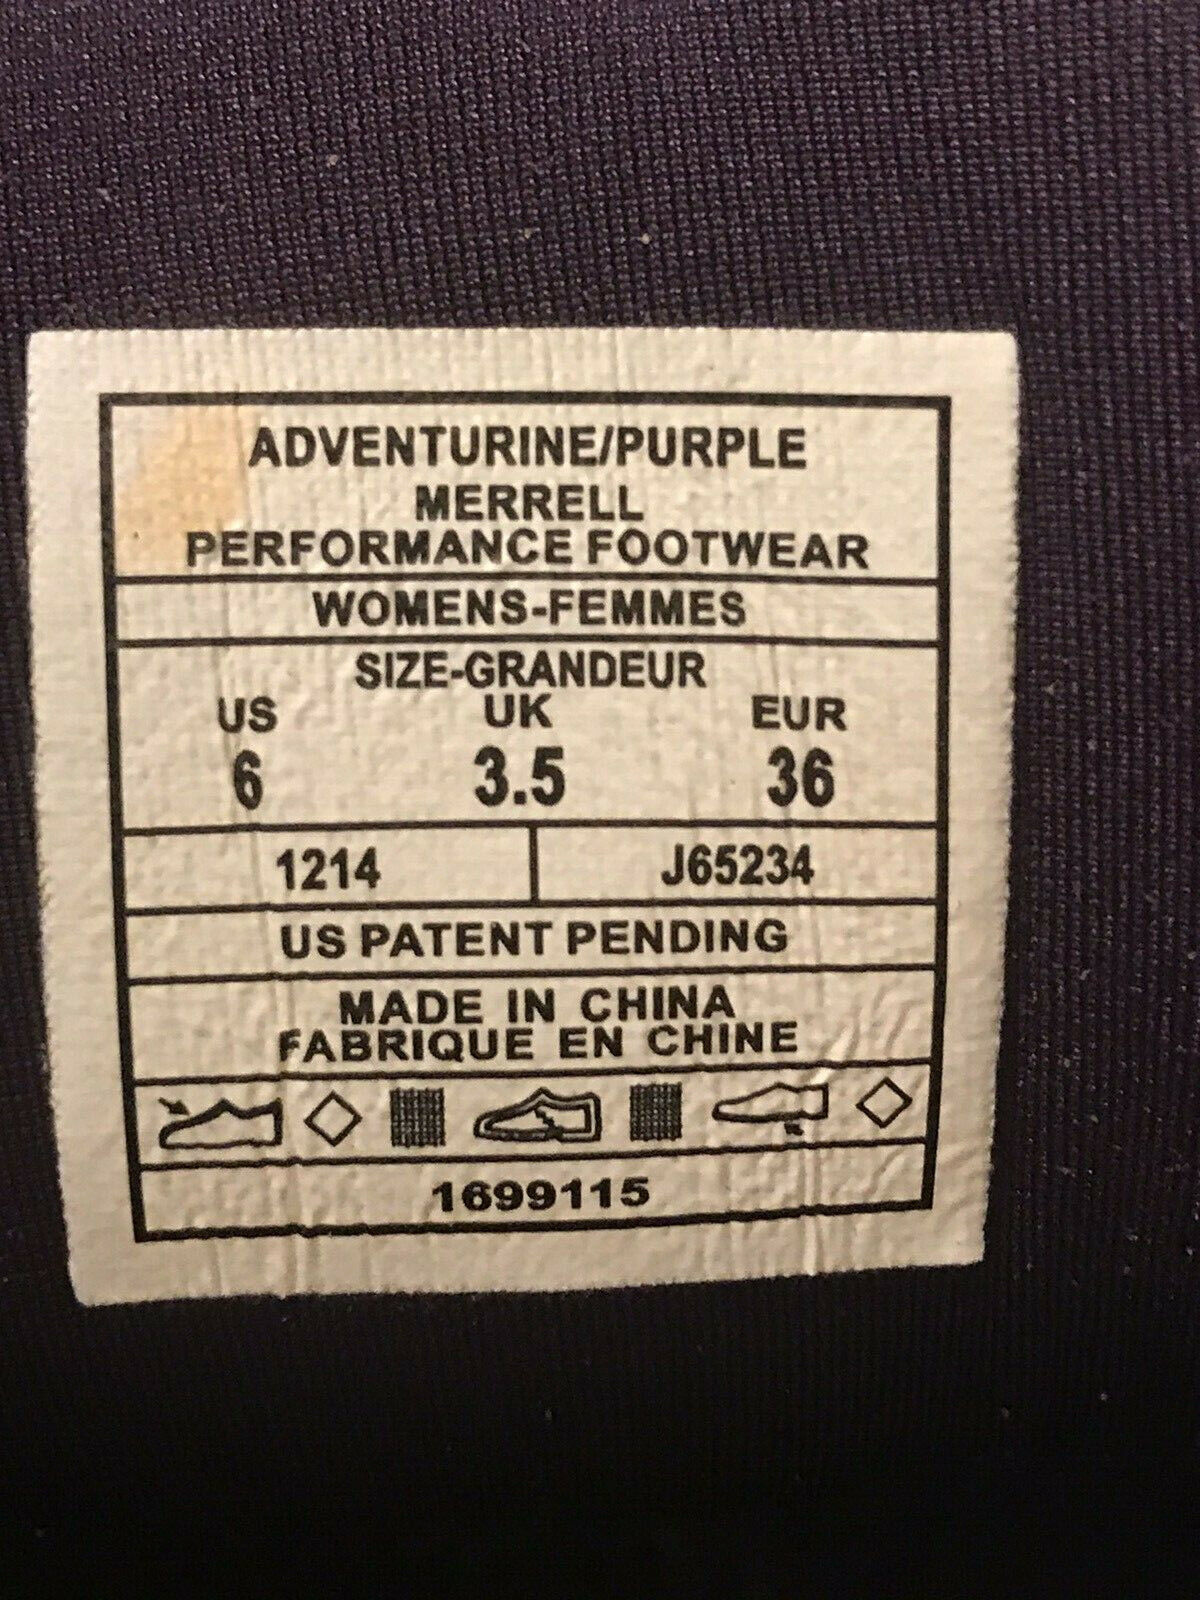 ADVENTURINE/PURPLE
MERRELL
PERFORMANCE FOOTWEAR
WOMENS-FEMMES
SIZE-GRANDEUR
US UK EUR
6 3.5 36
1214 J65234
US PATENT PENDING
MADE IN CHINA
FABRIQUE EN CHINE
1699115